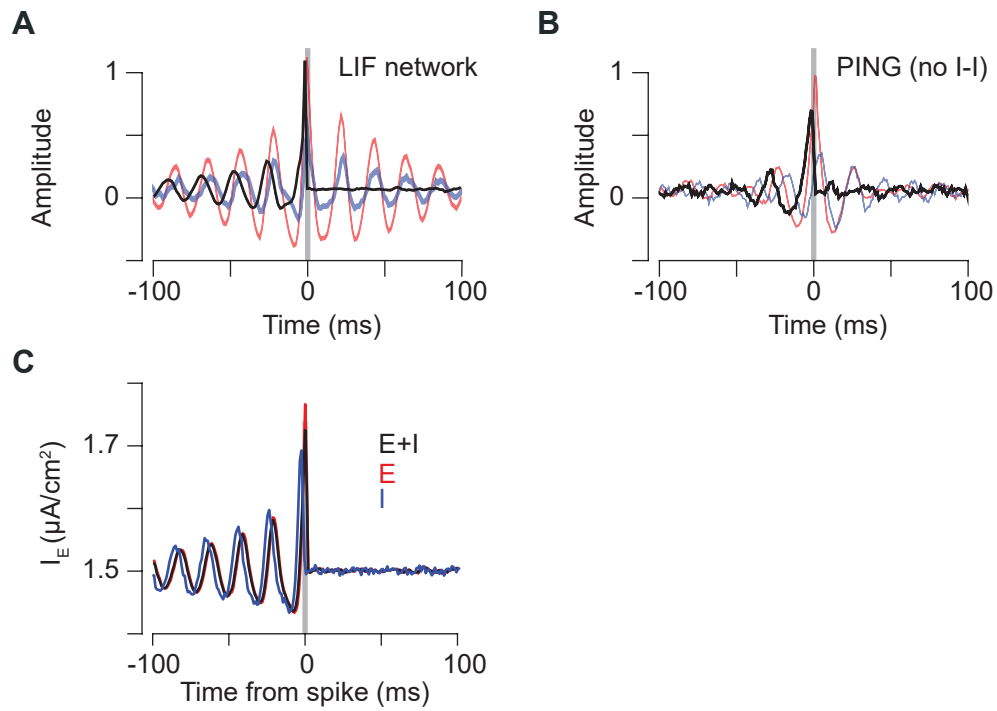 A
LIF network
1
0
Amplitude
-100
0
100
Time (ms)
B
PING (no I-I)
1
0
Amplitude
-100
0
100
Time (ms)
C
E+I
E
I
1.7
1.5
I_E (µA/cm²)
-100
0
100
Time from spike (ms)